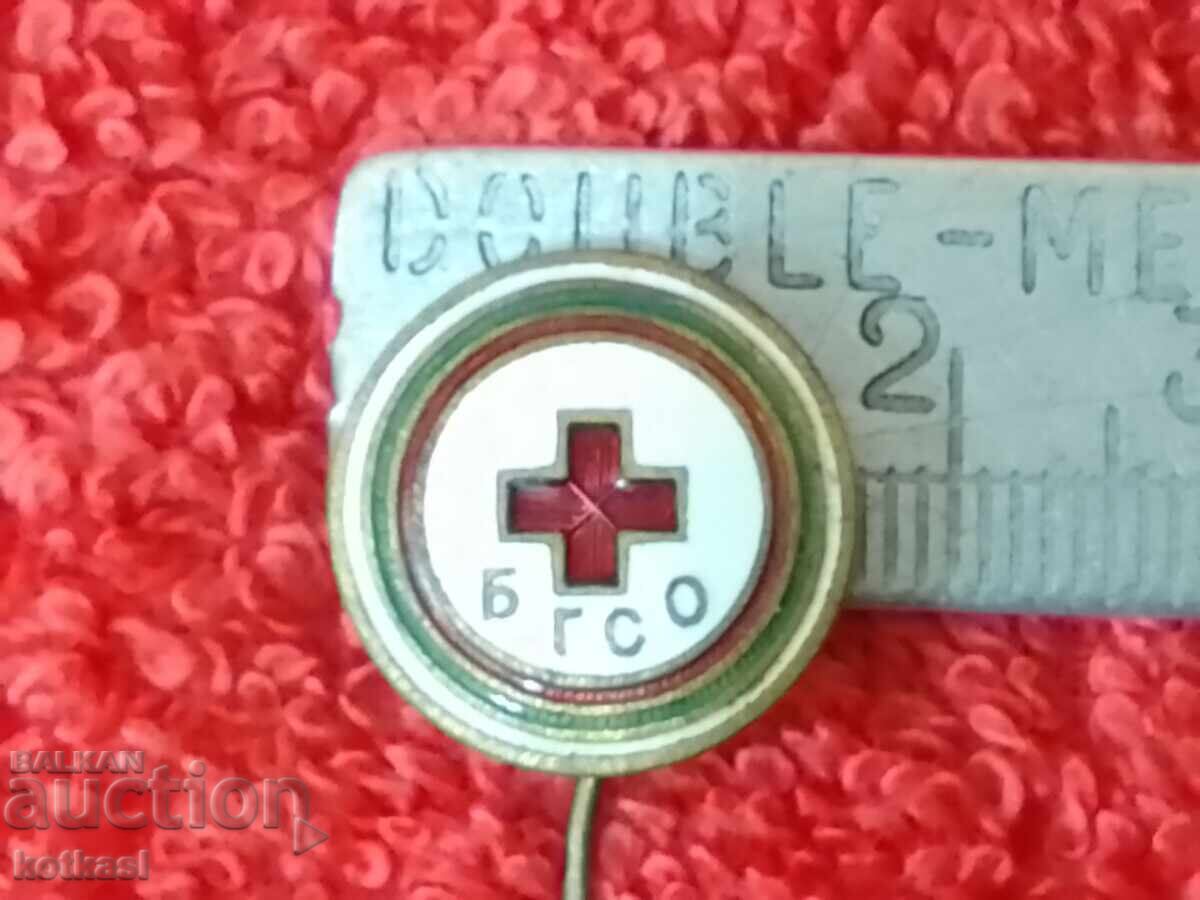 DOUBLE-ME
2 3
БГСО
BALKAN
auction
kotkasl